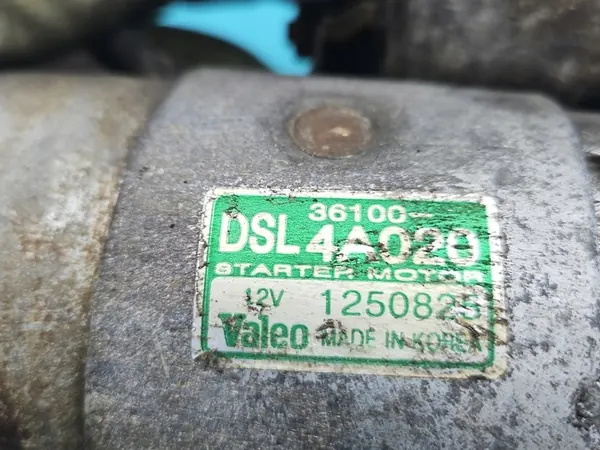 36100-
DSL 4A020
STARTER MOTOR
12V 1250825
Valeo MADE IN KOREA